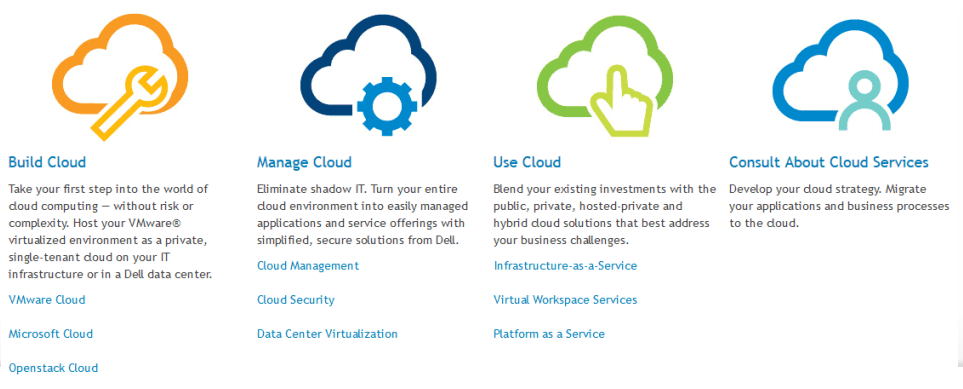 Build Cloud
Take your first step into the world of
cloud computing — without risk or
complexity. Host your VMware®
virtualized environment as a private,
single-tenant cloud on your IT
infrastructure or in a Dell data center.
VMware Cloud
Microsoft Cloud
Openstack Cloud
Manage Cloud
Eliminate shadow IT. Turn your entire
cloud environment into easily managed
applications and service offerings with
simplified, secure solutions from Dell.
Cloud Management
Cloud Security
Data Center Virtualization
Use Cloud
Blend your existing investments with the
public, private, hosted-private and
hybrid cloud solutions that best address
your business challenges.
Infrastructure-as-a-Service
Virtual Workspace Services
Platform as a Service
Consult About Cloud Services
Develop your cloud strategy. Migrate
your applications and business processes
to the cloud.